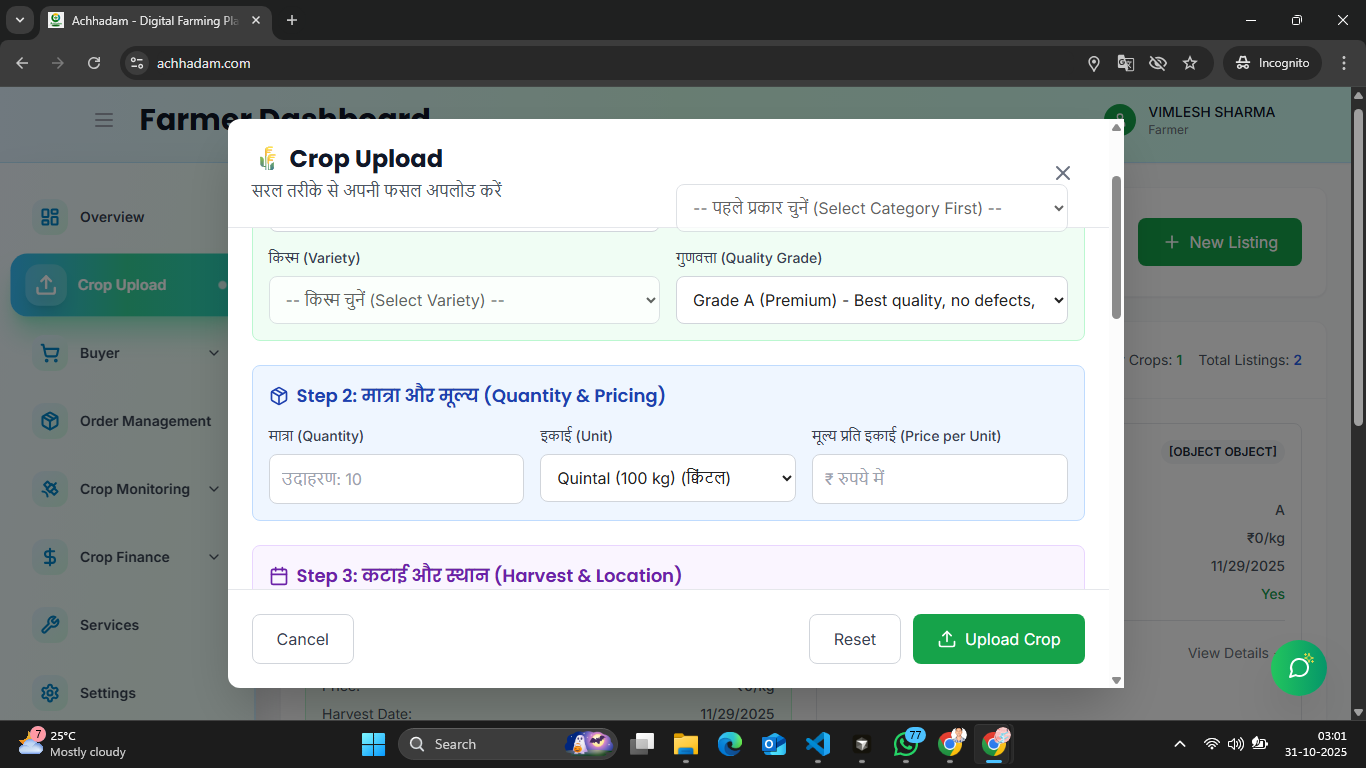 Achhadam - Digital Farming Pla
achhadam.com
Incognito
Farmer Dashboard
VIMLESH SHARMA
Farmer
Crop Upload
सरल तरीके से अपनी फसल अपलोड करें
-- पहले प्रकार चुनें (Select Category First) --
Overview
New Listing
किस्म (Variety)
गुणवत्ता (Quality Grade)
Crop Upload
-- किस्म चुनें (Select Variety) --
Grade A (Premium) - Best quality, no defects,
Buyer
Crops: 1
Total Listings: 2
Step 2: मात्रा और मूल्य (Quantity & Pricing)
Order Management
मात्रा (Quantity)
इकाई (Unit)
मूल्य प्रति इकाई (Price per Unit)
[OBJECT OBJECT]
उदाहरण: 10
Quintal (100 kg) (क्विंटल)
₹ रुपये में
Crop Monitoring
A
₹0/kg
Crop Finance
11/29/2025
Step 3: कटाई और स्थान (Harvest & Location)
Yes
Services
Cancel
Reset
Upload Crop
View Details
Settings
Price:
₹0/kg
Harvest Date:
11/29/2025
7
25°C
Mostly cloudy
Search
77
03:01
31-10-2025